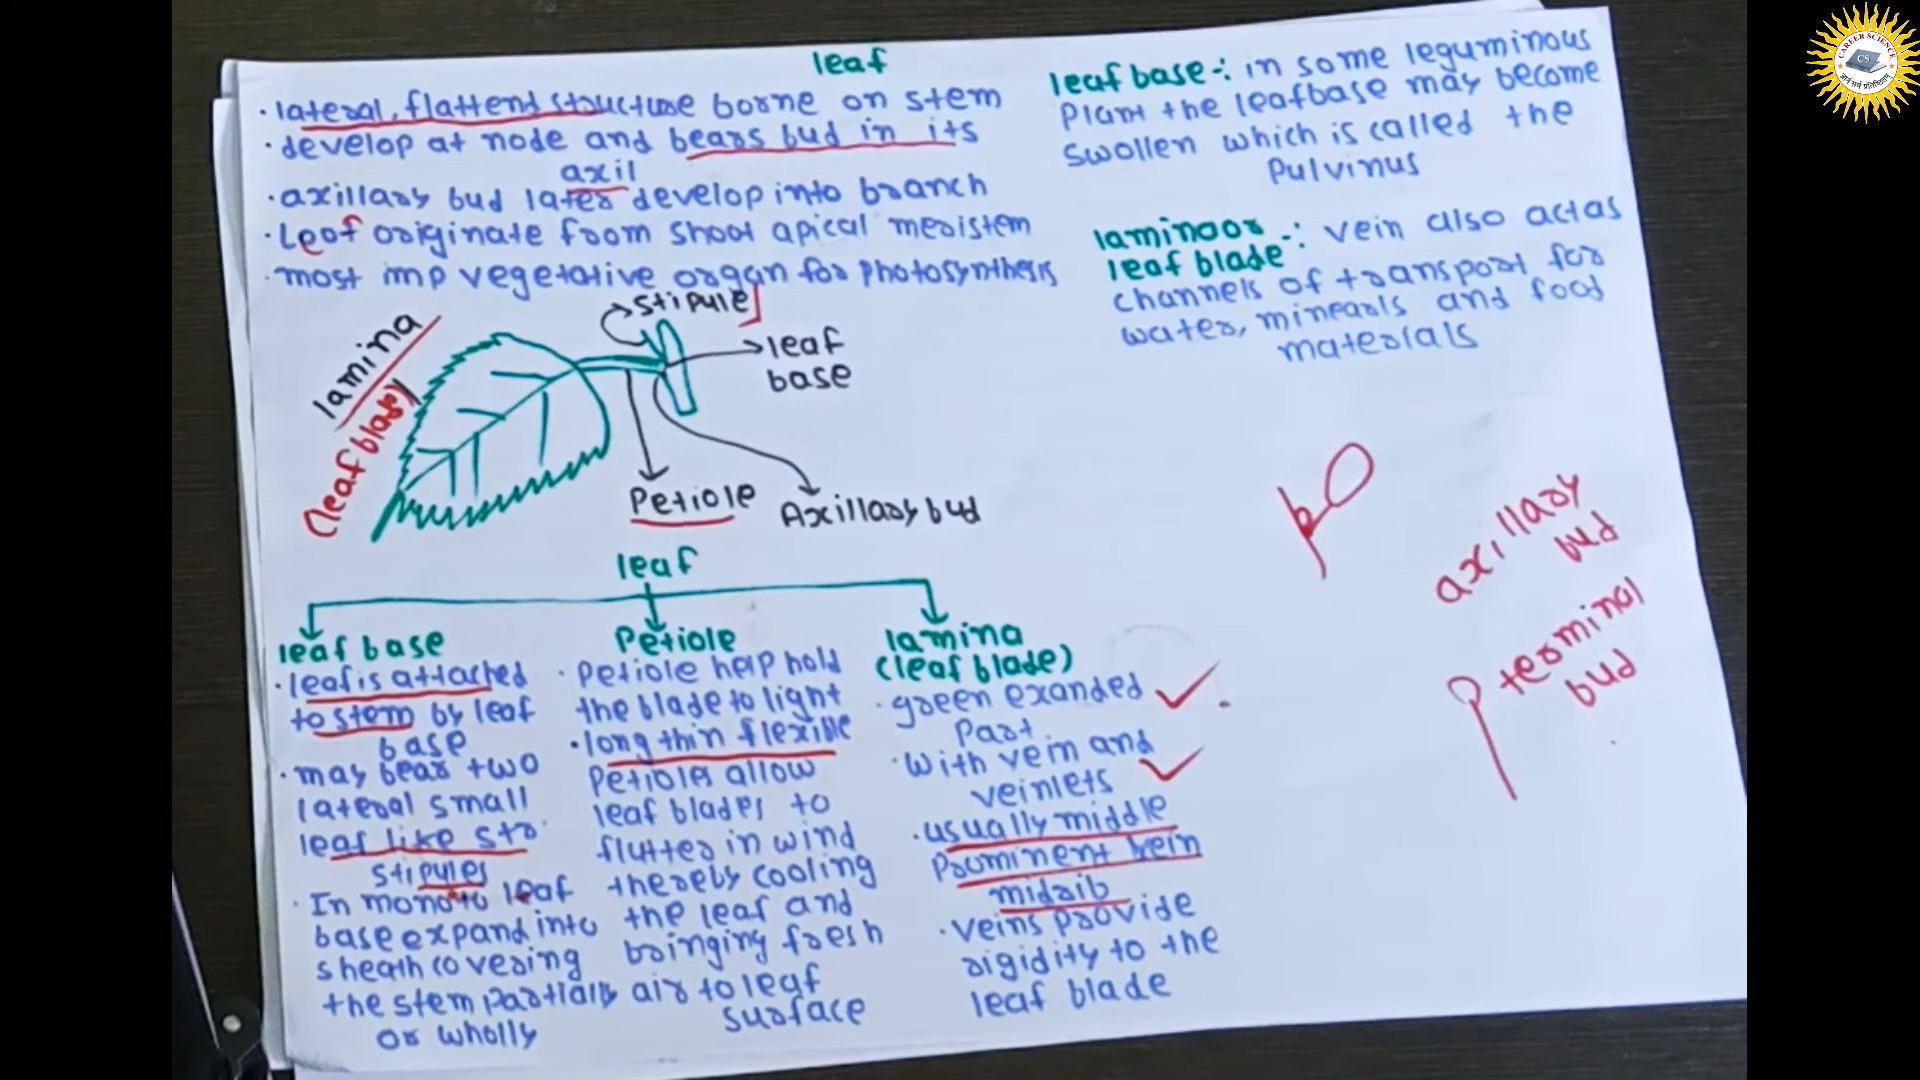 leaf
· lateral, flattend structure borne on stem
· develop at node and bears bud in its
axil
· axillary bud later develop into branch
· Leaf originate from shoot apical meristem
· most imp vegetative organ for photosynthesis
stipule
lamina
(leaf blase)
leaf
base
Petiole
Axillary bud
leaf
leaf base
· leaf is attached
to stem by leaf
base
· may bear two
lateral small
leaf like str.
stipules
· In monoto leaf
base expand into
sheath covering
the stem partially
or wholly
Petiole
· Petiole help hold
the blade to light
· long thin flexible
Petioles allow
leaf blades to
flutter in wind
thereby cooling
the leaf and
bringing fresh
air to leaf
surface
lamina
(leaf blade)
· green exanded
Part
· With vein and
veinlets
· usually middle
Prominent vein
midrib
· veins provide
rigidity to the
leaf blade
leaf base -: in some leguminous
Plant the leafbase may become
swollen which is called the
Pulvinus
lamina or
leaf blade -: vein also act as
channels of transport for
water, minearls and food
materials
axillary
bud
terminal
bud
CAREER SCIENCE
CS